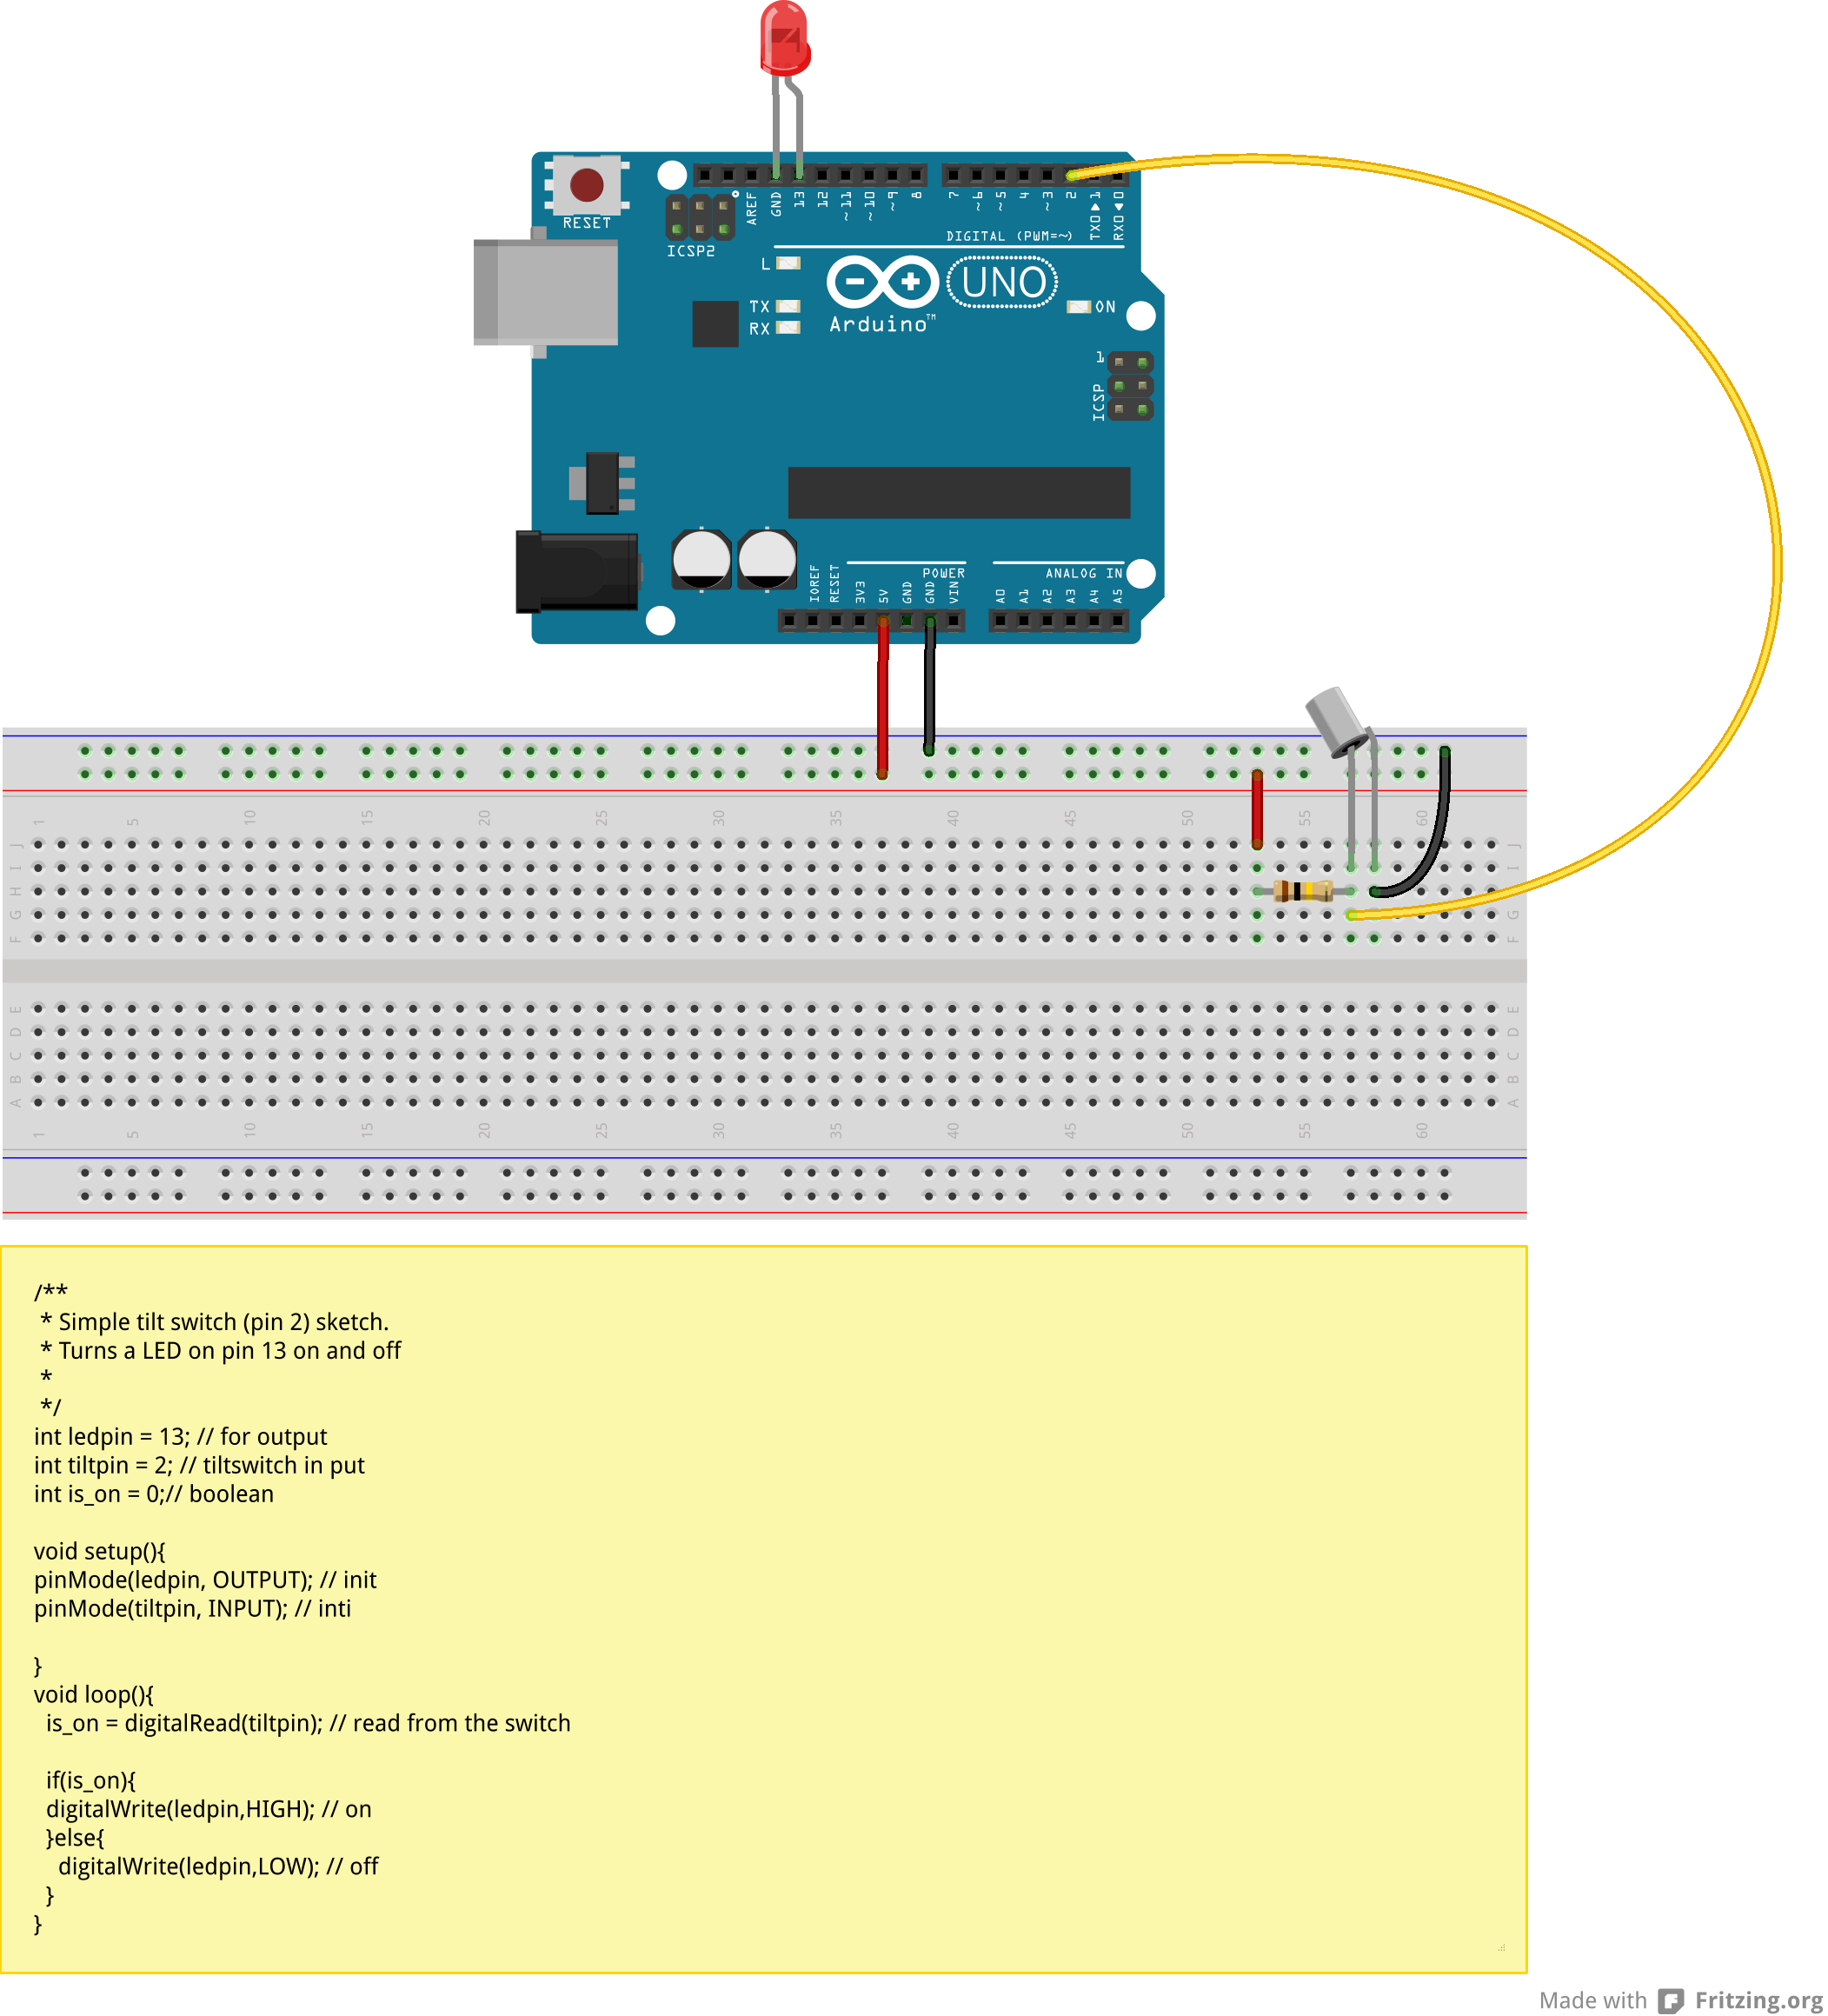 RESET
ICSP2
AREF
GND
13
12
~11
~10
~9
8
7
~6
~5
4
~3
2
TX0▶1
RX0◀0
DIGITAL (PWM=~)
L
TX
RX
UNO
Arduino™
ON
1
ICSP
IOREF
RESET
3V3
5V
GND
GND
VIN
POWER
A0
A1
A2
A3
A4
A5
ANALOG IN
1 5 10 15 20 25 30 35 40 45 50 55 60
J J
I I
H H
G G
F F
E E
D D
C C
B B
A A
1 5 10 15 20 25 30 35 40 45 50 55 60
/**
* Simple tilt switch (pin 2) sketch.
* Turns a LED on pin 13 on and off
*
*/
int ledpin = 13; // for output
int tiltpin = 2; // tiltswitch in put
int is_on = 0;// boolean
void setup(){
pinMode(ledpin, OUTPUT); // init
pinMode(tiltpin, INPUT); // inti
}
void loop(){
is_on = digitalRead(tiltpin); // read from the switch
if(is_on){
digitalWrite(ledpin,HIGH); // on
}else{
digitalWrite(ledpin,LOW); // off
}
}
Made with Fritzing.org